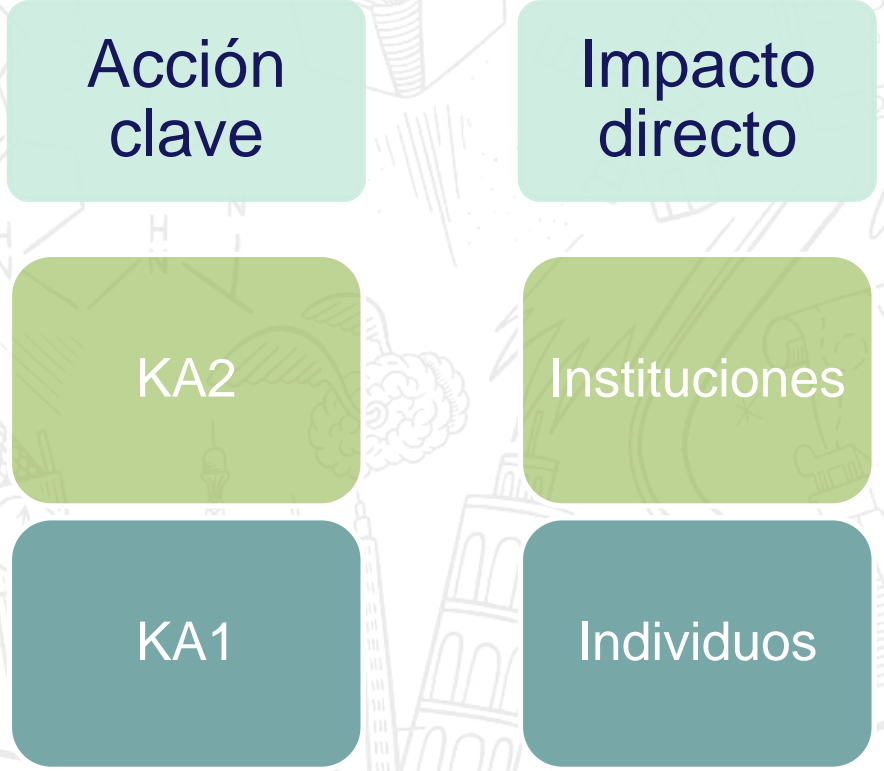 Acción
clave
Impacto
directo
KA2
Instituciones
KA1
Individuos
H
N
H
N
N